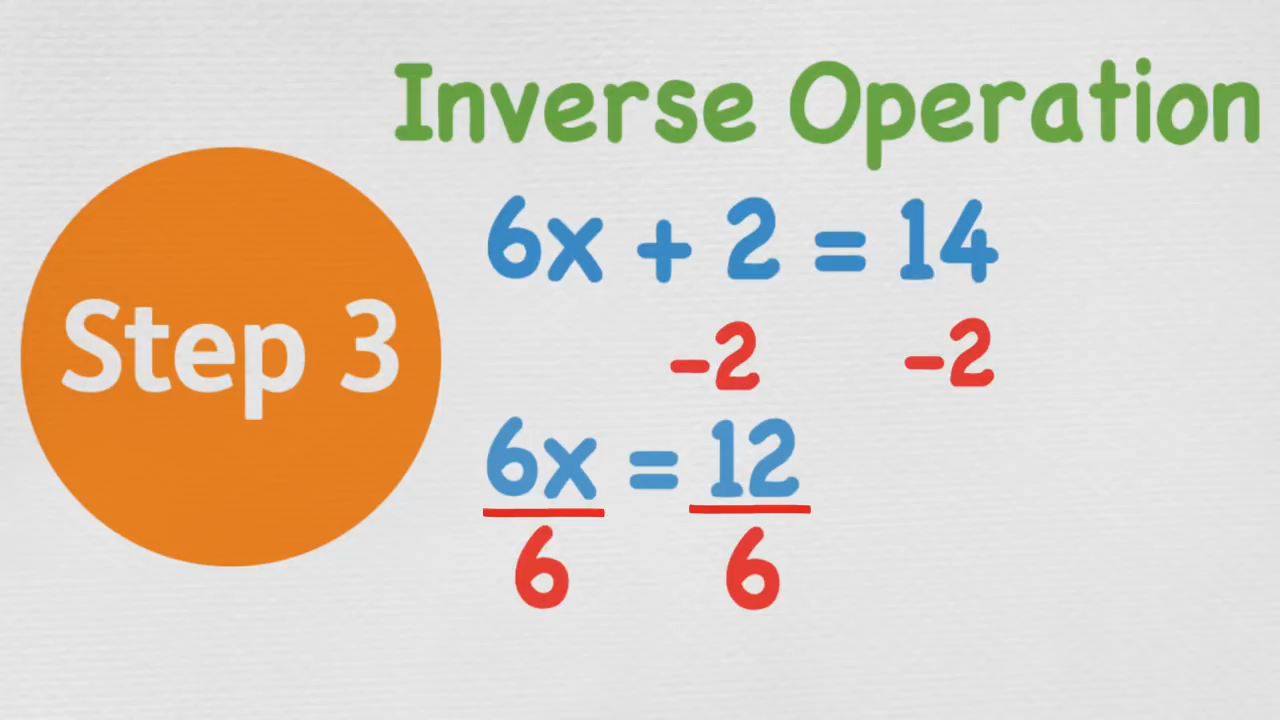 Inverse Operation
Step 3
6x + 2 = 14
-2 -2
6x = 12
6 6